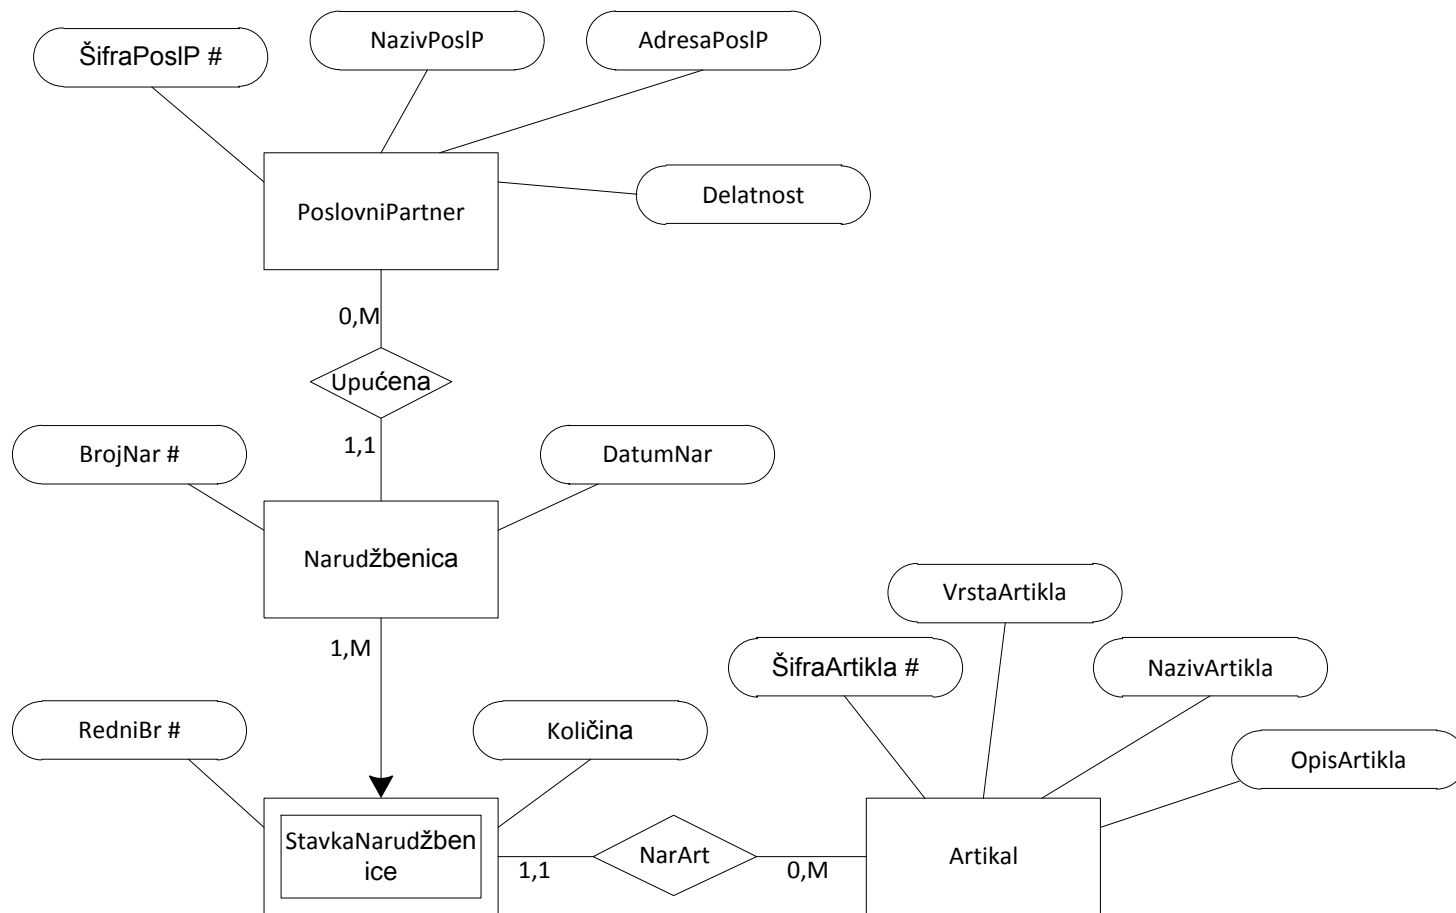 ŠifraPoslP #
NazivPoslP
AdresaPoslP
PoslovniPartner
Delatnost
0,M
Upućena
1,1
BrojNar #
DatumNar
Narudžbenica
1,M
VrstaArtikla
ŠifraArtikla #
NazivArtikla
RedniBr #
Količina
OpisArtikla
StavkaNarudžben
ice
1,1
NarArt
0,M
Artikal